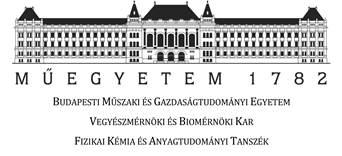 MŰEGYETEM 1782
BUDAPESTI MŰSZAKI ÉS GAZDASÁGTUDOMÁNYI EGYETEM
VEGYÉSZMÉRNÖKI ÉS BIOMÉRNÖKI KAR
FIZIKAI KÉMIA ÉS ANYAGTUDOMÁNYI TANSZÉK